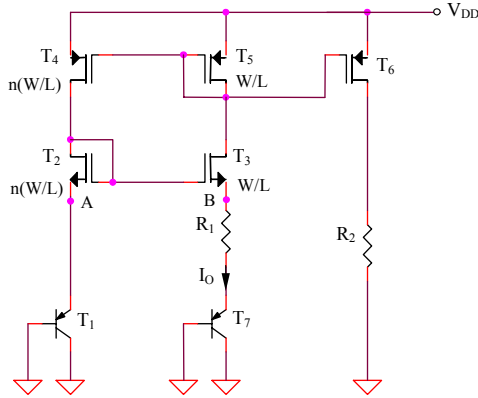 V_DD
T_4
T_5
T_6
n(W/L)
W/L
T_2
T_3
n(W/L)
W/L
A
B
R_1
R_2
I_O
T_1
T_7